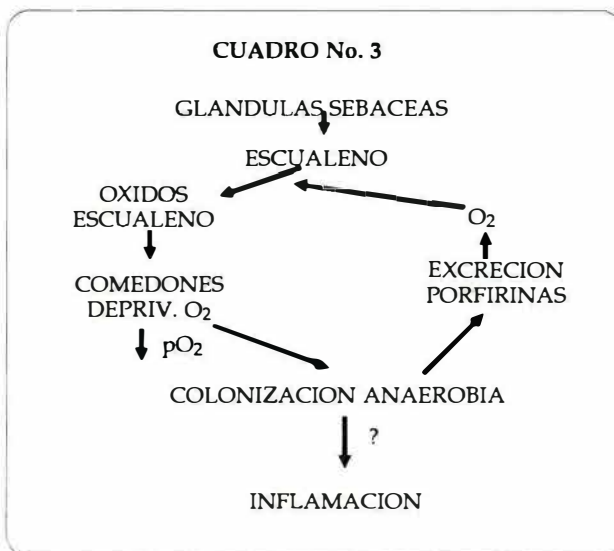 CUADRO No. 3
GLANDULAS SEBACEAS
ESCUALENO
OXIDOS
ESCUALENO
O2
COMEDONES
DEPRIV. O2
EXCRECION
PORFIRINAS
pO2
COLONIZACION ANAEROBIA
?
INFLAMACION